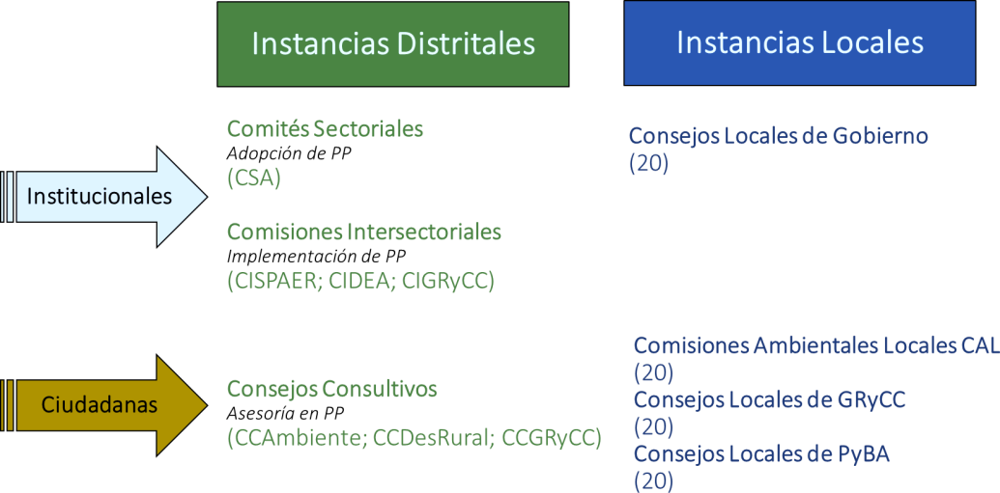 Instancias Distritales
Instancias Locales
Institucionales
Comités Sectoriales
Adopción de PP
(CSA)
Comisiones Intersectoriales
Implementación de PP
(CISPAER; CIDEA; CIGRyCC)
Consejos Locales de Gobierno
(20)
Ciudadanas
Consejos Consultivos
Asesoría en PP
(CCAmbiente; CCDesRural; CCGRyCC)
Comisiones Ambientales Locales CAL
(20)
Consejos Locales de GRyCC
(20)
Consejos Locales de PyBA
(20)